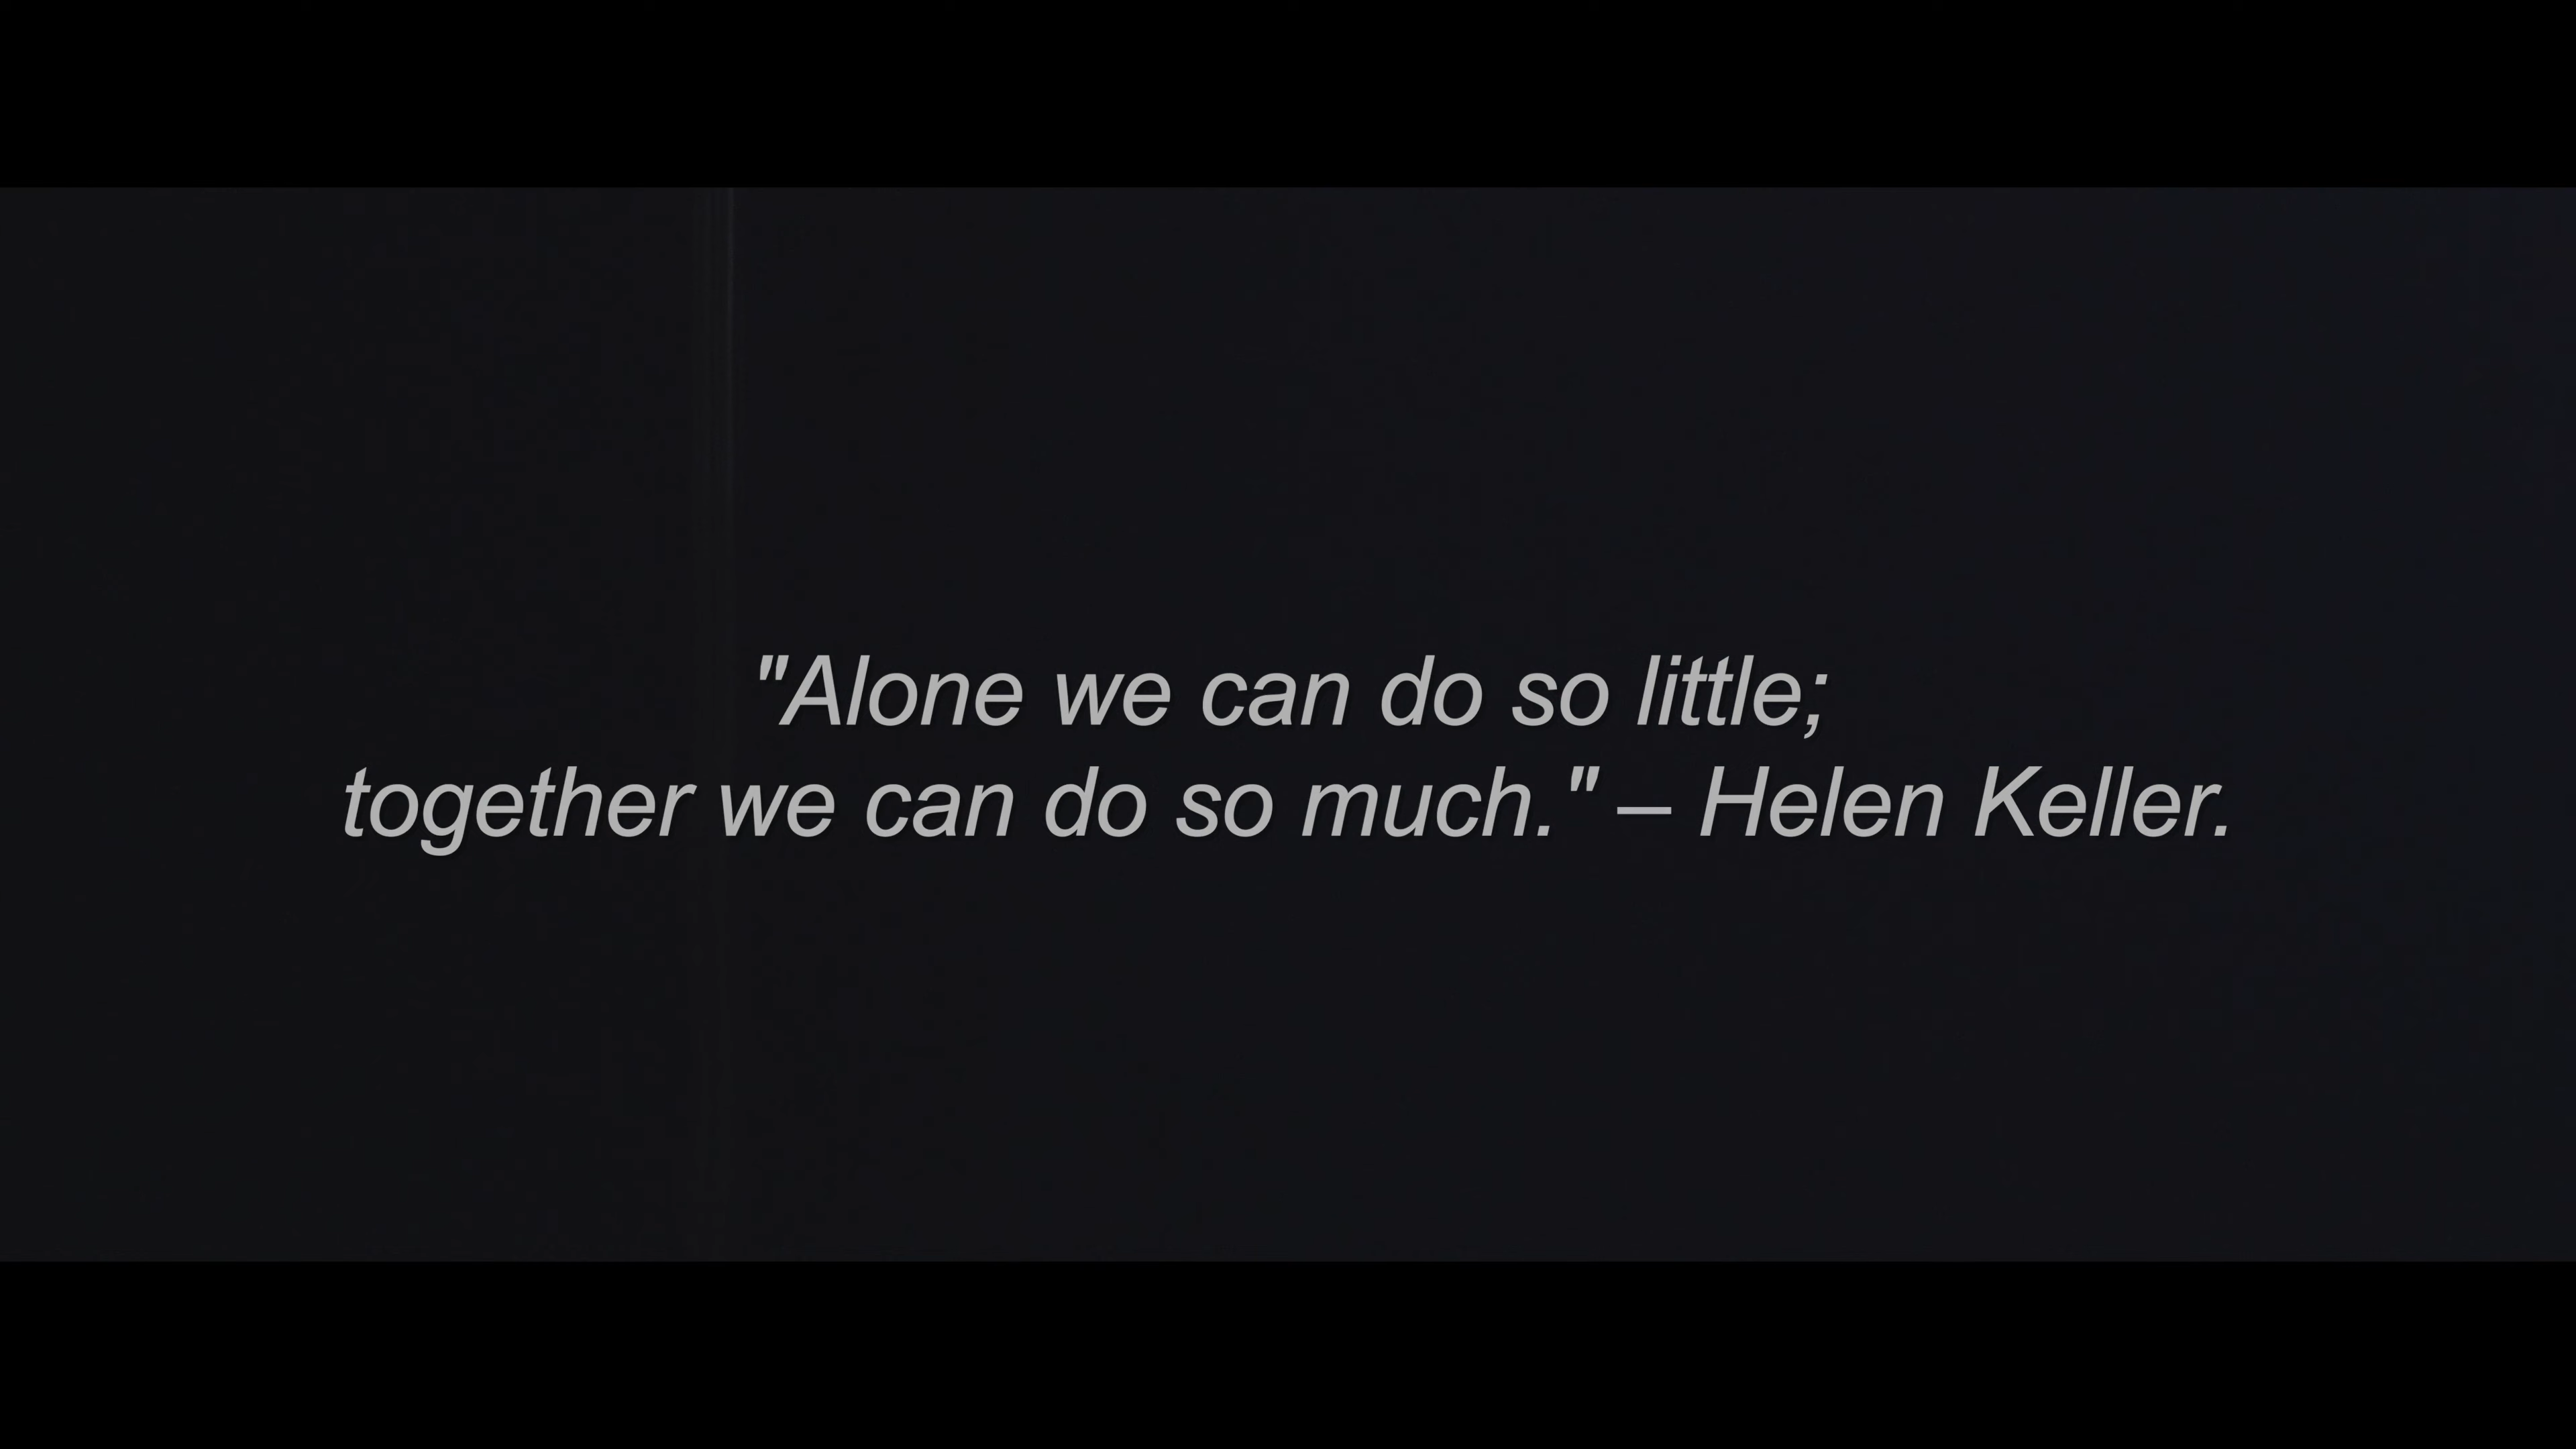 "Alone we can do so little;
together we can do so much." – Helen Keller.